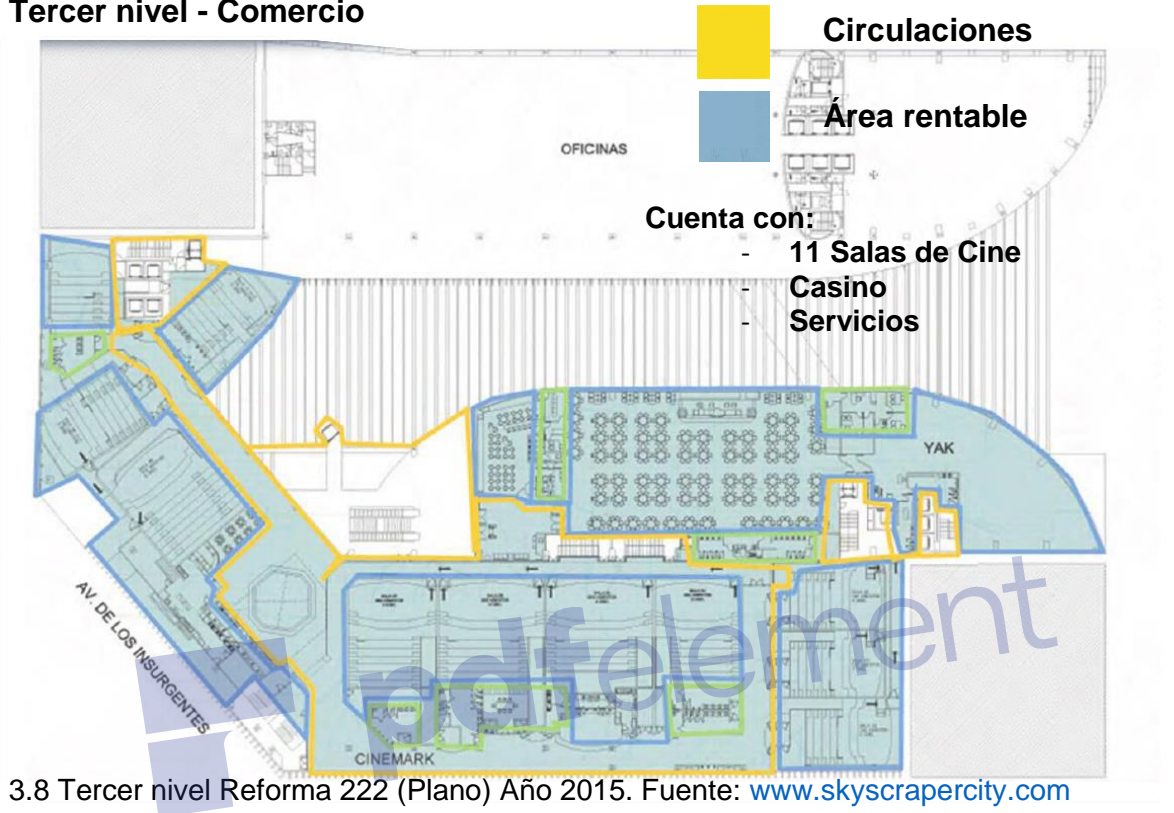 Tercer nivel - Comercio
Circulaciones
Área rentable
OFICINAS
Cuenta con:
- 11 Salas de Cine
- Casino
- Servicios
YAK
AV. DE LOS INSURGENTES
pdfelement
CINEMARK
3.8 Tercer nivel Reforma 222 (Plano) Año 2015. Fuente: www.skyscrapercity.com